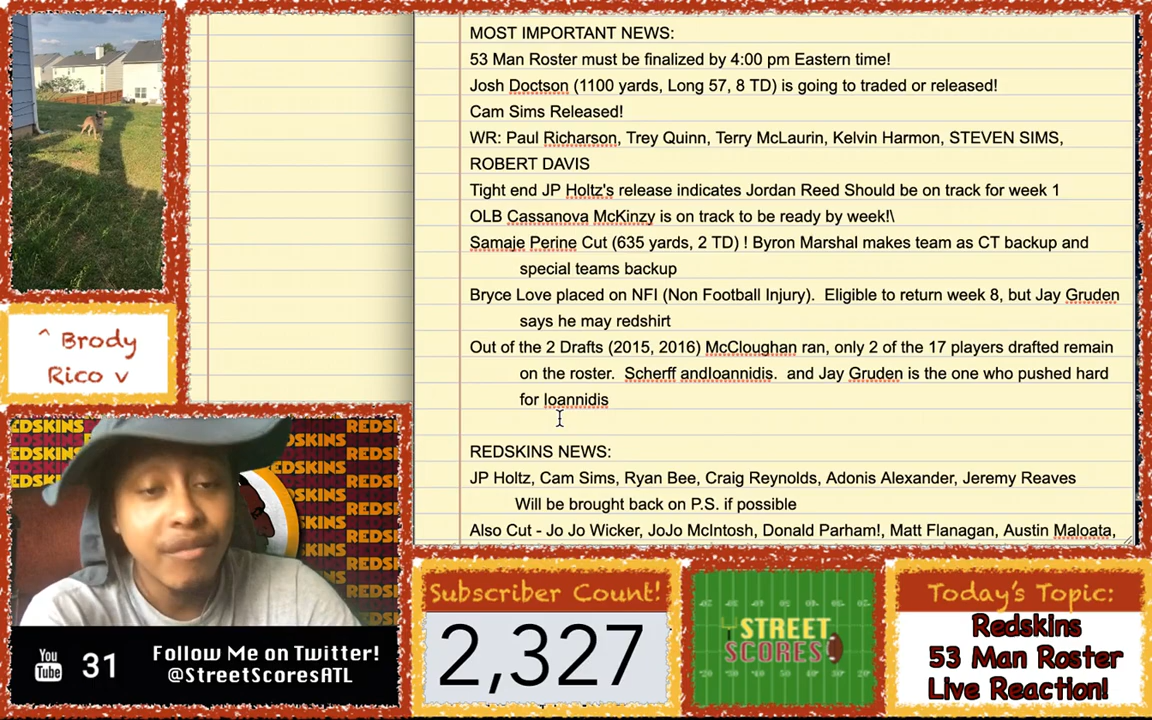 MOST IMPORTANT NEWS:
53 Man Roster must be finalized by 4:00 pm Eastern time!
Josh Doctson (1100 yards, Long 57, 8 TD) is going to traded or released!
Cam Sims Released!
WR: Paul Richarson, Trey Quinn, Terry McLaurin, Kelvin Harmon, STEVEN SIMS,
ROBERT DAVIS
Tight end JP Holtz's release indicates Jordan Reed Should be on track for week 1
OLB Cassanova McKinzy is on track to be ready by week!\
Samaje Perine Cut (635 yards, 2 TD) ! Byron Marshal makes team as CT backup and
special teams backup
Bryce Love placed on NFI (Non Football Injury). Eligible to return week 8, but Jay Gruden
says he may redshirt
Out of the 2 Drafts (2015, 2016) McCloughan ran, only 2 of the 17 players drafted remain
on the roster. Scherff andIoannidis. and Jay Gruden is the one who pushed hard
for Ioannidis
REDSKINS NEWS:
JP Holtz, Cam Sims, Ryan Bee, Craig Reynolds, Adonis Alexander, Jeremy Reaves
Will be brought back on P.S. if possible
Also Cut - Jo Jo Wicker, JoJo McIntosh, Donald Parham!, Matt Flanagan, Austin Maloata,
^ Brody
Rico v
EDSKINS REDSKINS
REDSKINS
You
Tube
31
Follow Me on Twitter!
@StreetScoresATL
Subscriber Count!
2,327
STREET
SCORES
Today's Topic:
Redskins
53 Man Roster
Live Reaction!